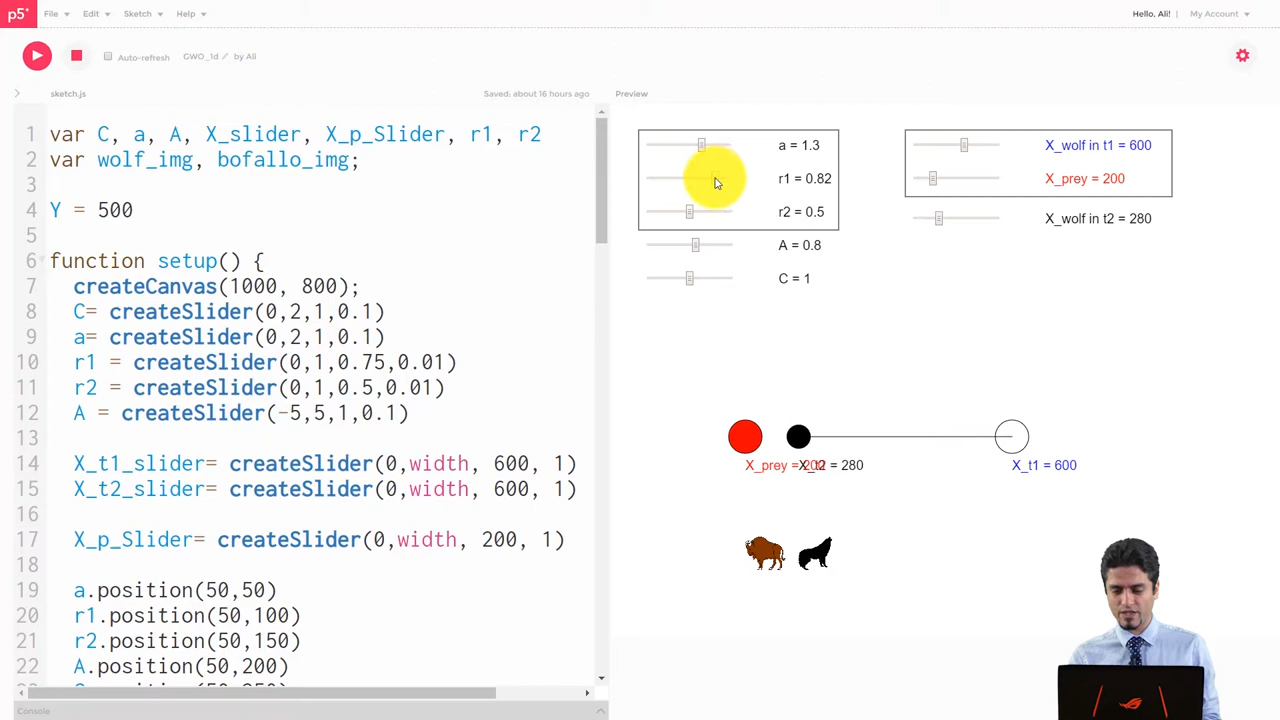 p5* File Edit Sketch Help Hello, Ali! | My Account
Auto-refresh GWO_1d by Ali
sketch.js Saved: about 16 hours ago Preview
1 var C, a, A, X_slider, X_p_Slider, r1, r2
2 var wolf_img, bofallo_img;
3
4 Y = 500
5
6 function setup() {
7 createCanvas(1000, 800);
8 C= createSlider(0,2,1,0.1)
9 a= createSlider(0,2,1,0.1)
10 r1 = createSlider(0,1,0.75,0.01)
11 r2 = createSlider(0,1,0.5,0.01)
12 A = createSlider(-5,5,1,0.1)
13
14 X_t1_slider= createSlider(0,width, 600, 1)
15 X_t2_slider= createSlider(0,width, 600, 1)
16
17 X_p_Slider= createSlider(0,width, 200, 1)
18
19 a.position(50,50)
20 r1.position(50,100)
21 r2.position(50,150)
22 A.position(50,200)
Console
a = 1.3
r1 = 0.82
r2 = 0.5
A = 0.8
C = 1
X_wolf in t1 = 600
X_prey = 200
X_wolf in t2 = 280
X_prey = 200 X_t2 = 280 X_t1 = 600